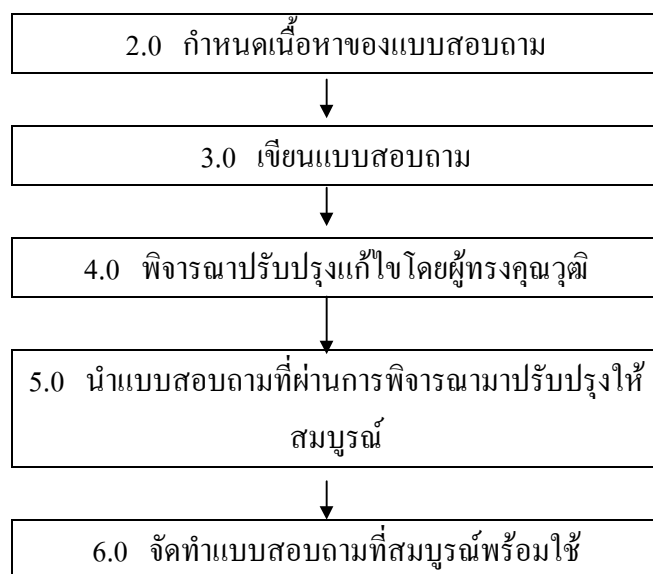 2.0 กำหนดเนื้อหาของแบบสอบถาม
3.0 เขียนแบบสอบถาม
4.0 พิจารณาปรับปรุงแก้ไขโดยผู้ทรงคุณวุฒิ
5.0 นำแบบสอบถามที่ผ่านการพิจารณามาปรับปรุงให้
สมบูรณ์
6.0 จัดทำแบบสอบถามที่สมบูรณ์พร้อมใช้